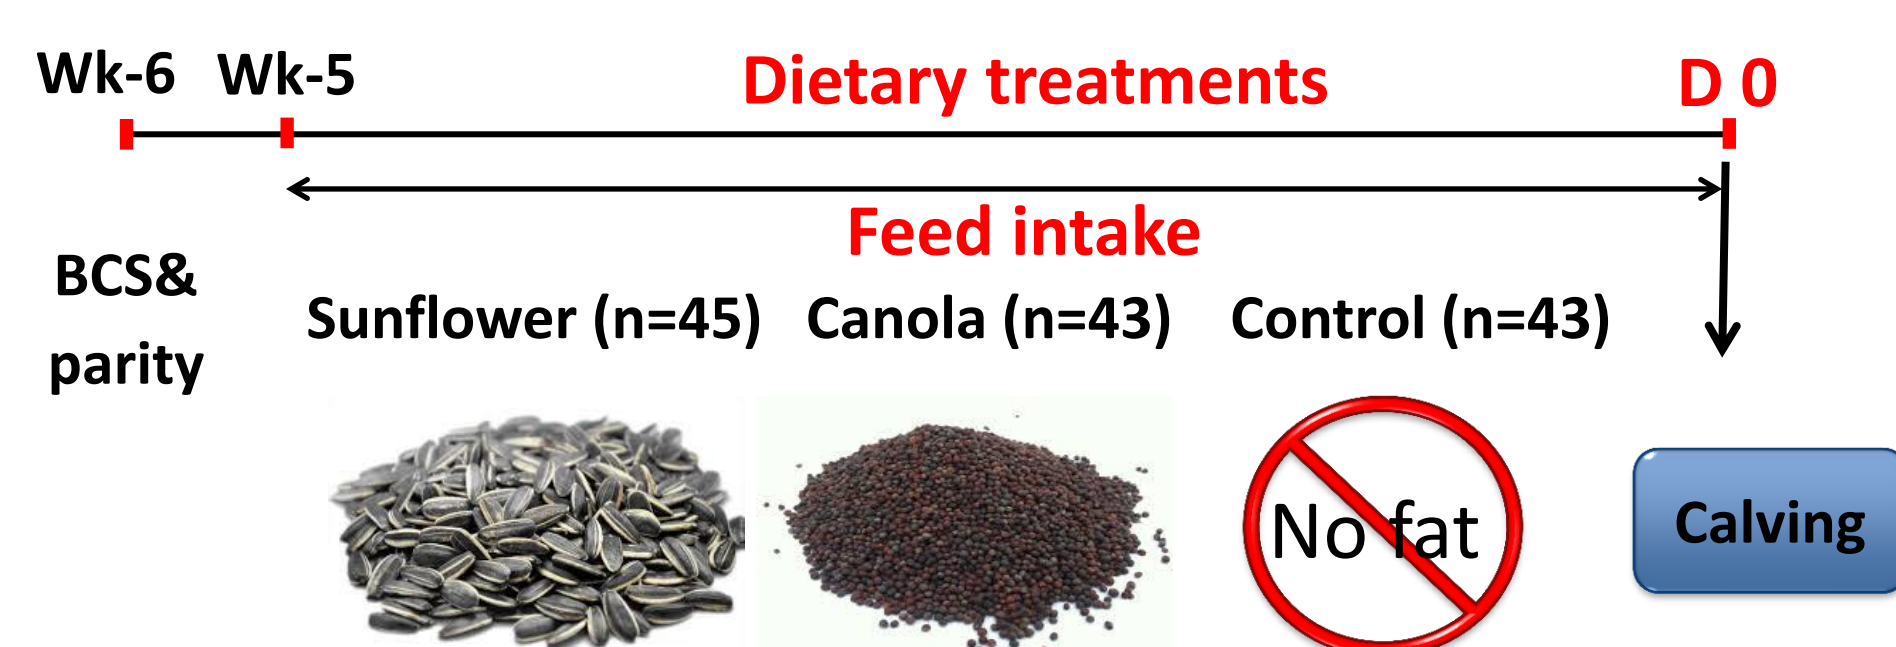 Wk-6 Wk-5 Dietary treatments D 0
Feed intake
BCS&
parity
Sunflower (n=45) Canola (n=43) Control (n=43)
No fat
Calving